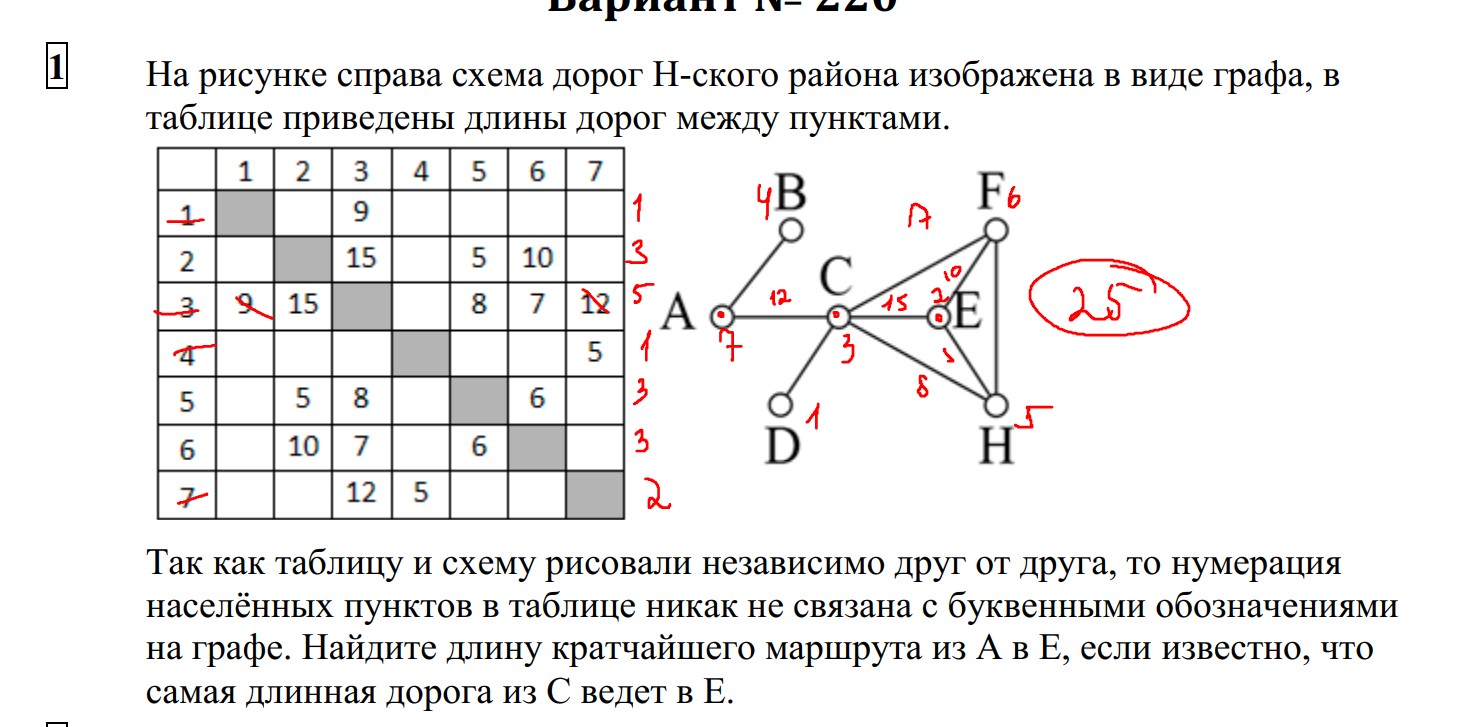 Вариант № 220
1
На рисунке справа схема дорог Н-ского района изображена в виде графа, в
таблице приведены длины дорог между пунктами.
1 2 3 4 5 6 7
1 9 1
2 15 5 10 3
3 9 15 8 7 12 5
4 5 1
5 5 8 6 3
6 10 7 6 3
7 12 5 2
4 B
F 6
17
C
10
A 12 15 2 E
25
7
3
8
D 1
H 5
Так как таблицу и схему рисовали независимо друг от друга, то нумерация
населённых пунктов в таблице никак не связана с буквенными обозначениями
на графе. Найдите длину кратчайшего маршрута из А в Е, если известно, что
самая длинная дорога из С ведет в Е.